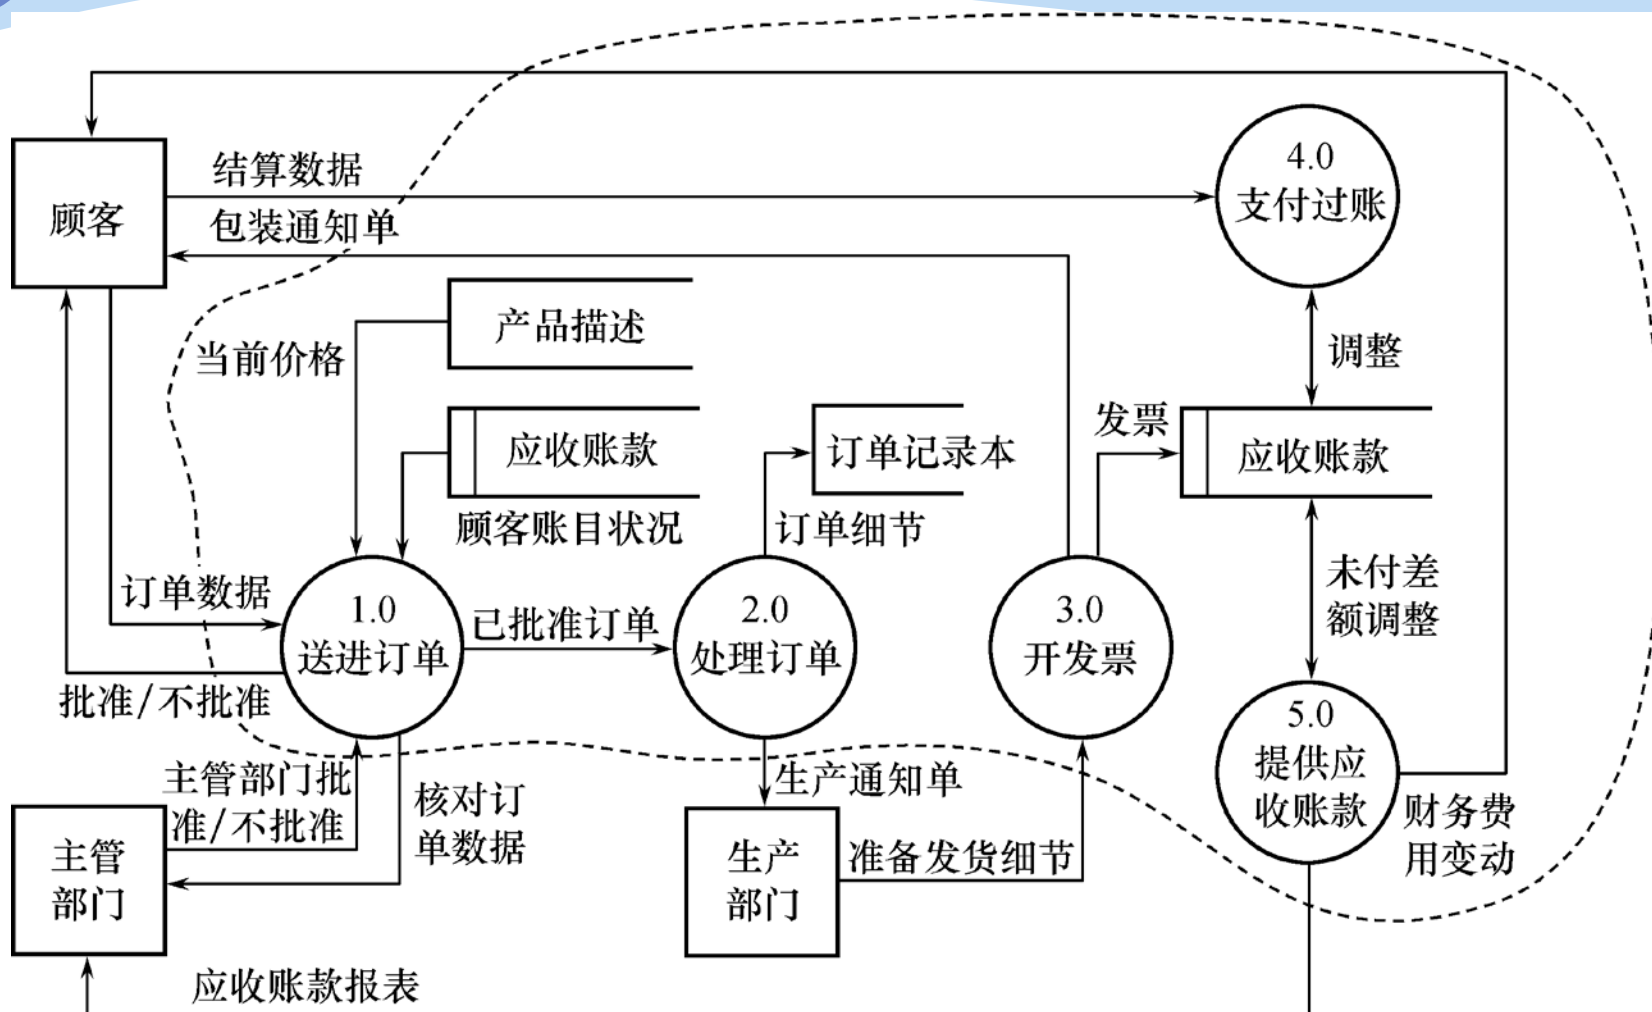 4.0
支付过账
结算数据
顾客
包装通知单
产品描述
当前价格
调整
发票
应收账款
订单记录本
应收账款
顾客账目状况
订单细节
未付差
额调整
订单数据
1.0
送进订单
已批准订单
2.0
处理订单
3.0
开发票
批准/不批准
5.0
提供应
收账款
主管部门批
准/不批准
核对订
单数据
生产通知单
财务费
用变动
主管
部门
生产
部门
准备发货细节
应收账款报表